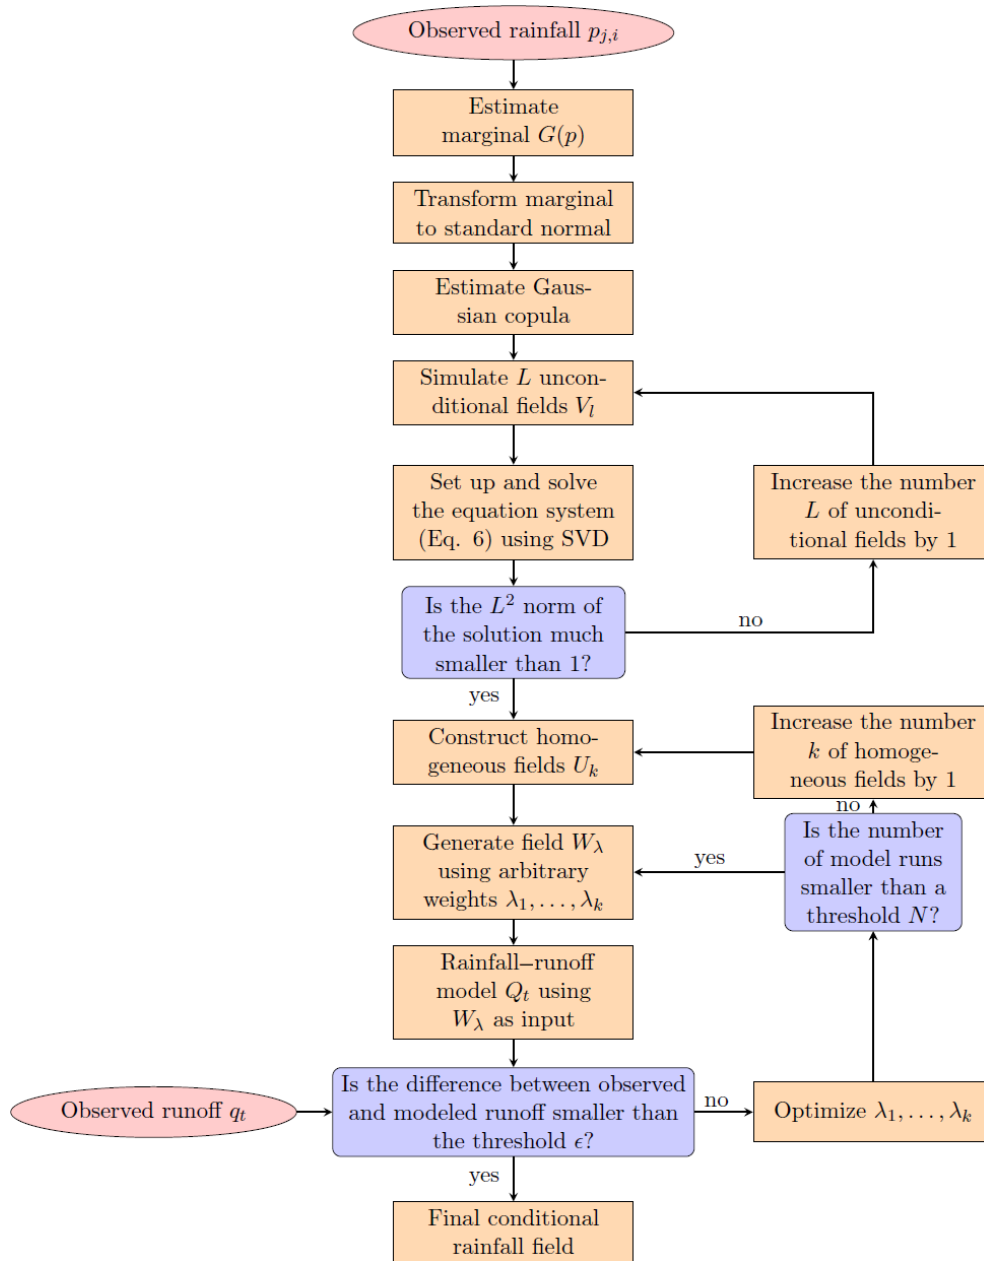 Observed rainfall p_{j,i}
Estimate
marginal G(p)
Transform marginal
to standard normal
Estimate Gaus-
sian copula
Simulate L uncon-
ditional fields V_l
Set up and solve
the equation system
(Eq. 6) using SVD
Increase the number
L of uncondi-
tional fields by 1
Is the L² norm of
the solution much
smaller than 1?
no
yes
Construct homo-
geneous fields U_k
Increase the number
k of homoge-
neous fields by 1
no
Generate field W_λ
using arbitrary
weights λ_1, . . . , λ_k
yes
Is the number
of model runs
smaller than a
threshold N?
Rainfall–runoff
model Q_t using
W_λ as input
Observed runoff q_t
Is the difference between observed
and modeled runoff smaller than
the threshold ϵ?
no
Optimize λ_1, . . . , λ_k
yes
Final conditional
rainfall field